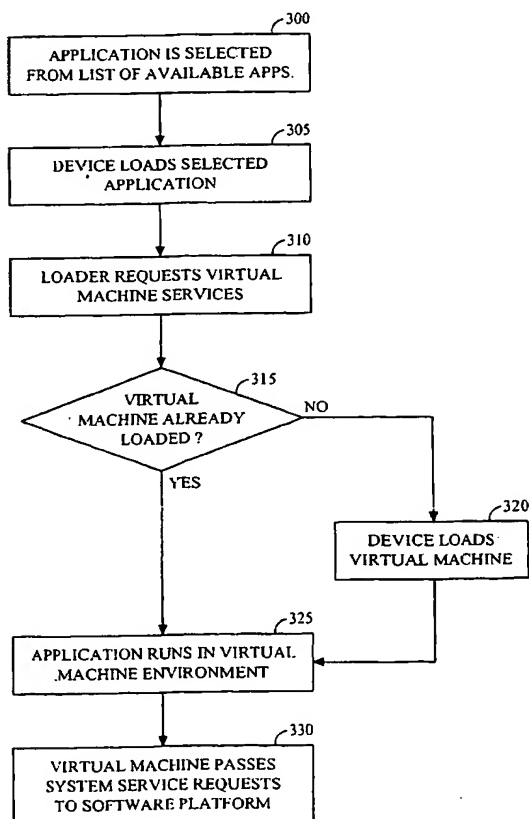 300
APPLICATION IS SELECTED
FROM LIST OF AVAILABLE APPS.
305
DEVICE LOADS SELECTED
APPLICATION
310
LOADER REQUESTS VIRTUAL
MACHINE SERVICES
315
VIRTUAL
MACHINE ALREADY
LOADED ?
NO
YES
320
DEVICE LOADS
VIRTUAL MACHINE
325
APPLICATION RUNS IN VIRTUAL
MACHINE ENVIRONMENT
330
VIRTUAL MACHINE PASSES
SYSTEM SERVICE REQUESTS
TO SOFTWARE PLATFORM